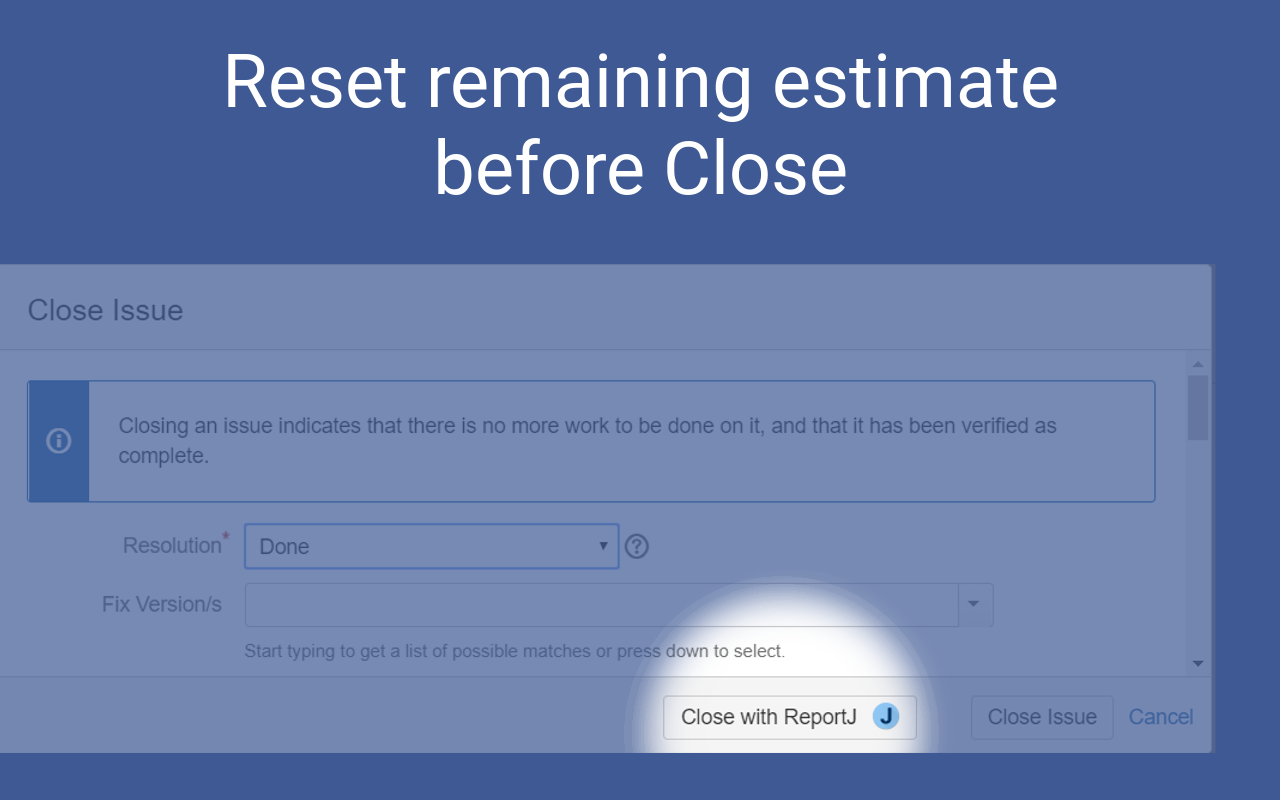 Reset remaining estimate
before Close
Close Issue
Closing an issue indicates that there is no more work to be done on it, and that it has been verified as
complete.
Resolution*
Done
Fix Version/s
Start typing to get a list of possible matches or press down to select.
Close with ReportJ J
Close Issue
Cancel